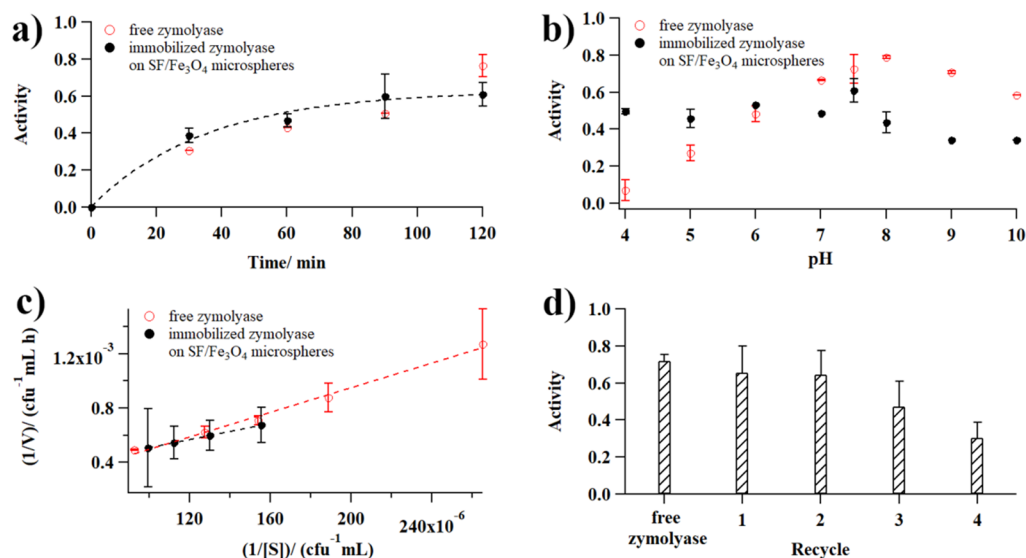 a)
free zymolyase
immobilized zymolyase
on SF/Fe₃O₄ microspheres
Activity
1.0
0.8
0.6
0.4
0.2
0.0
0 20 40 60 80 100 120
Time/ min
b)
free zymolyase
immobilized zymolyase
on SF/Fe₃O₄ microspheres
Activity
1.0
0.8
0.6
0.4
0.2
0.0
4 5 6 7 8 9 10
pH
c)
free zymolyase
immobilized zymolyase
on SF/Fe₃O₄ microspheres
(1/V)/ (cfu⁻¹ mL h)
1.2x10⁻³
0.8
0.4
120 160 200 240x10⁻⁶
(1/[S])/ (cfu⁻¹ mL)
d)
Activity
1.0
0.8
0.6
0.4
0.2
0.0
free 1 2 3 4
zymolyase
Recycle